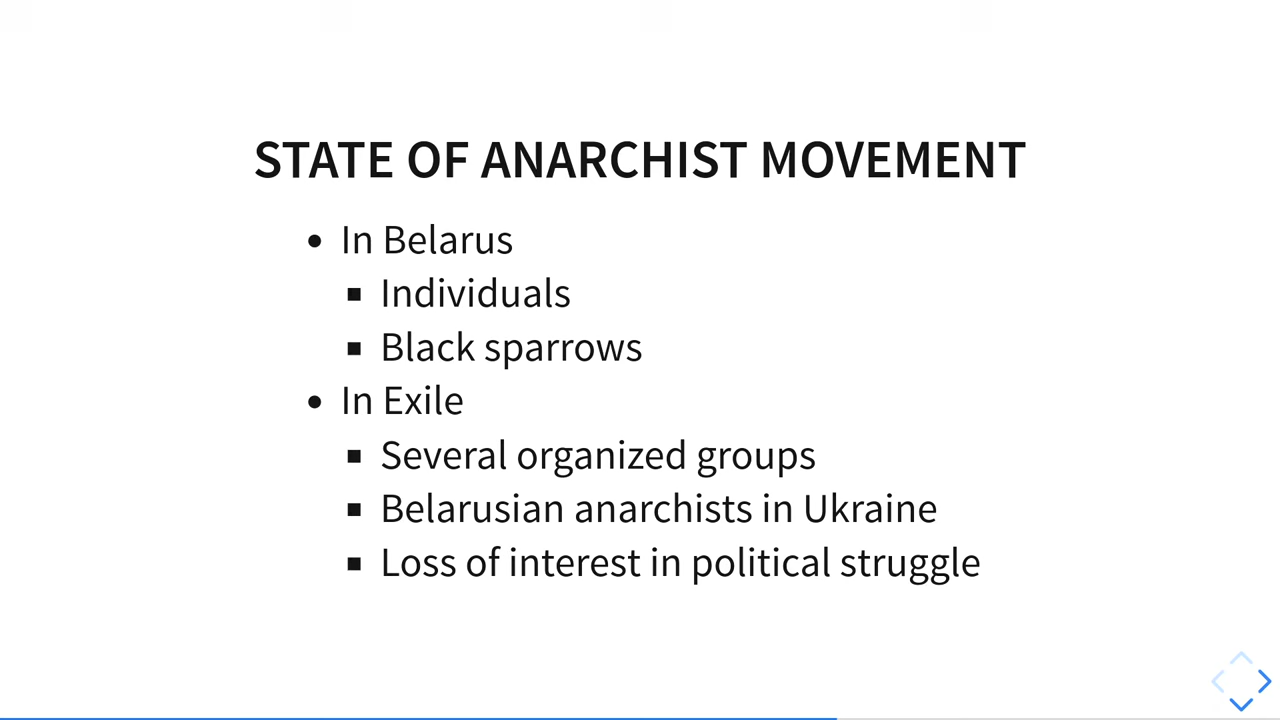 STATE OF ANARCHIST MOVEMENT
In Belarus
Individuals
Black sparrows
In Exile
Several organized groups
Belarusian anarchists in Ukraine
Loss of interest in political struggle